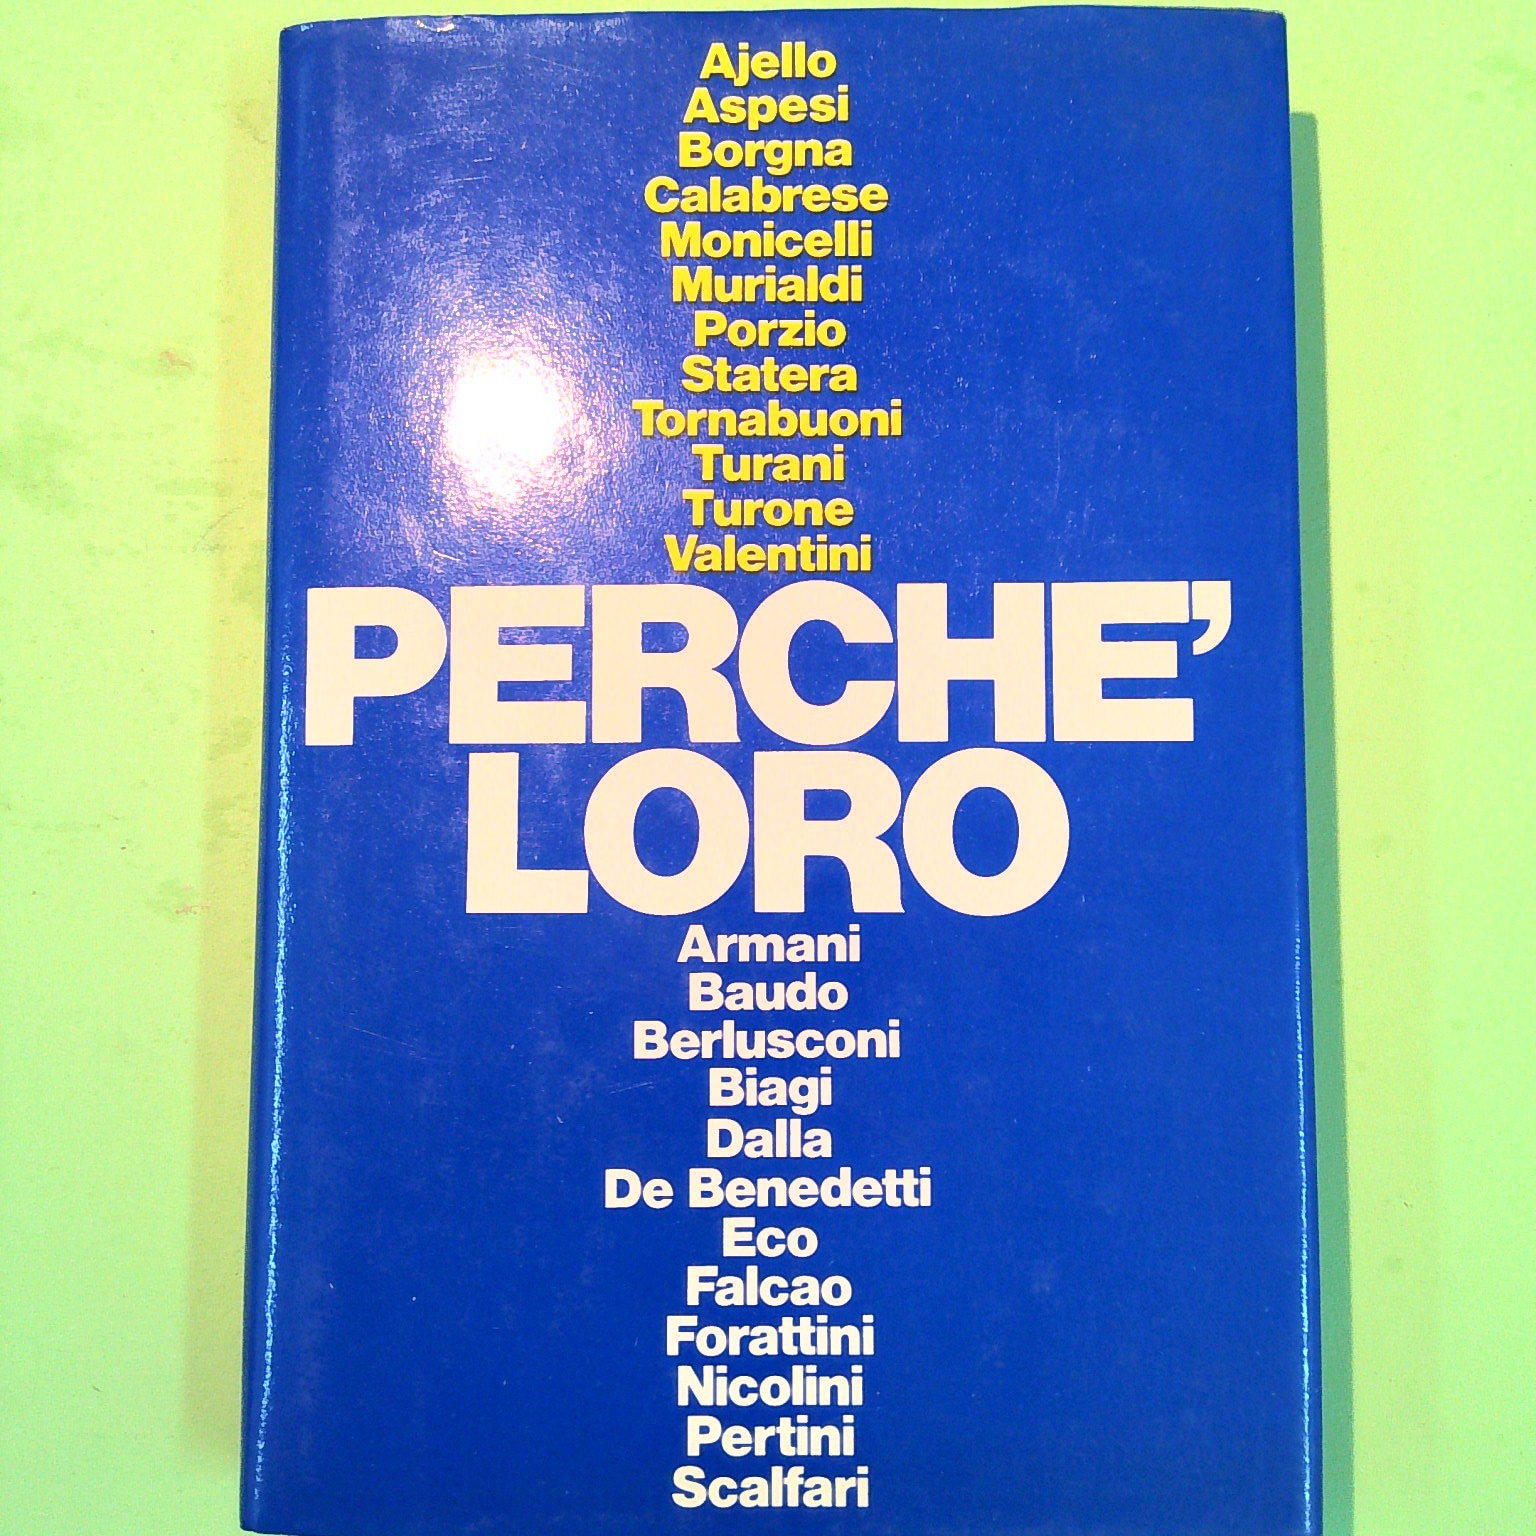 Ajello
Aspesi
Borgna
Calabrese
Monicelli
Murialdi
Porzio
Statera
Tornabuoni
Turani
Turone
Valentini
PERCHE'
LORO
Armani
Baudo
Berlusconi
Biagi
Dalla
De Benedetti
Eco
Falcao
Forattini
Nicolini
Pertini
Scalfari